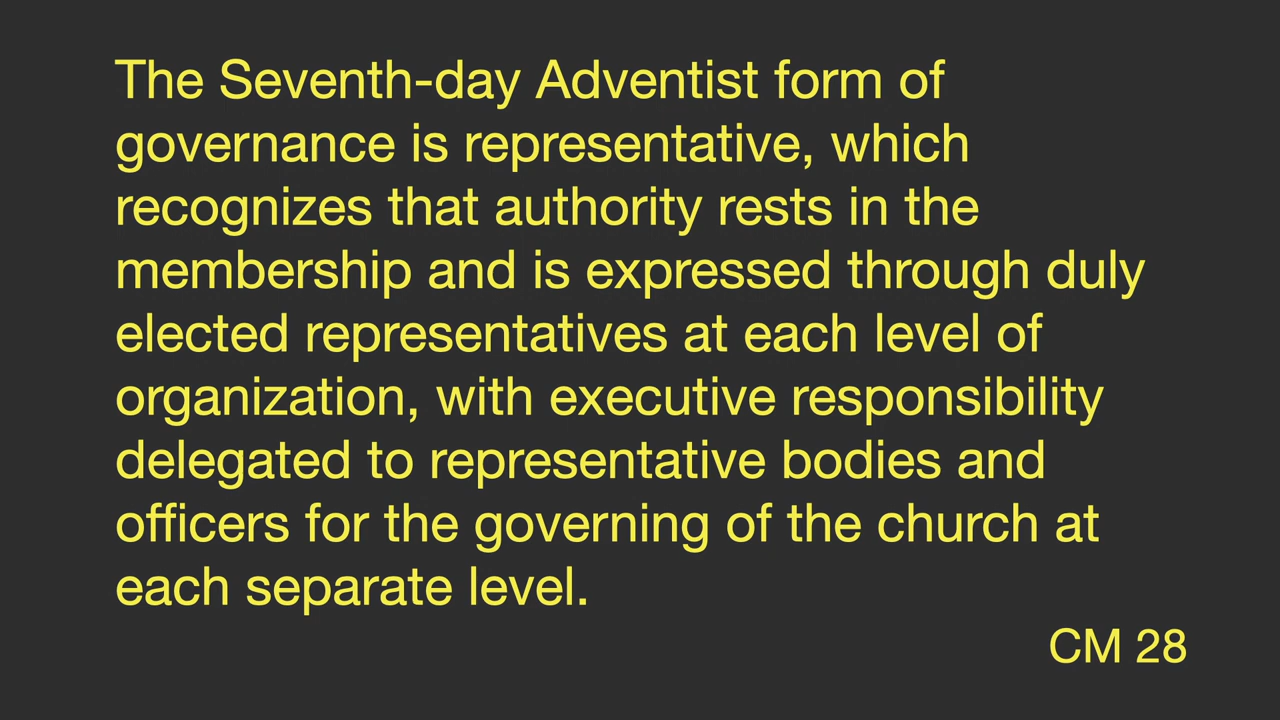 The Seventh-day Adventist form of
governance is representative, which
recognizes that authority rests in the
membership and is expressed through duly
elected representatives at each level of
organization, with executive responsibility
delegated to representative bodies and
officers for the governing of the church at
each separate level.
CM 28